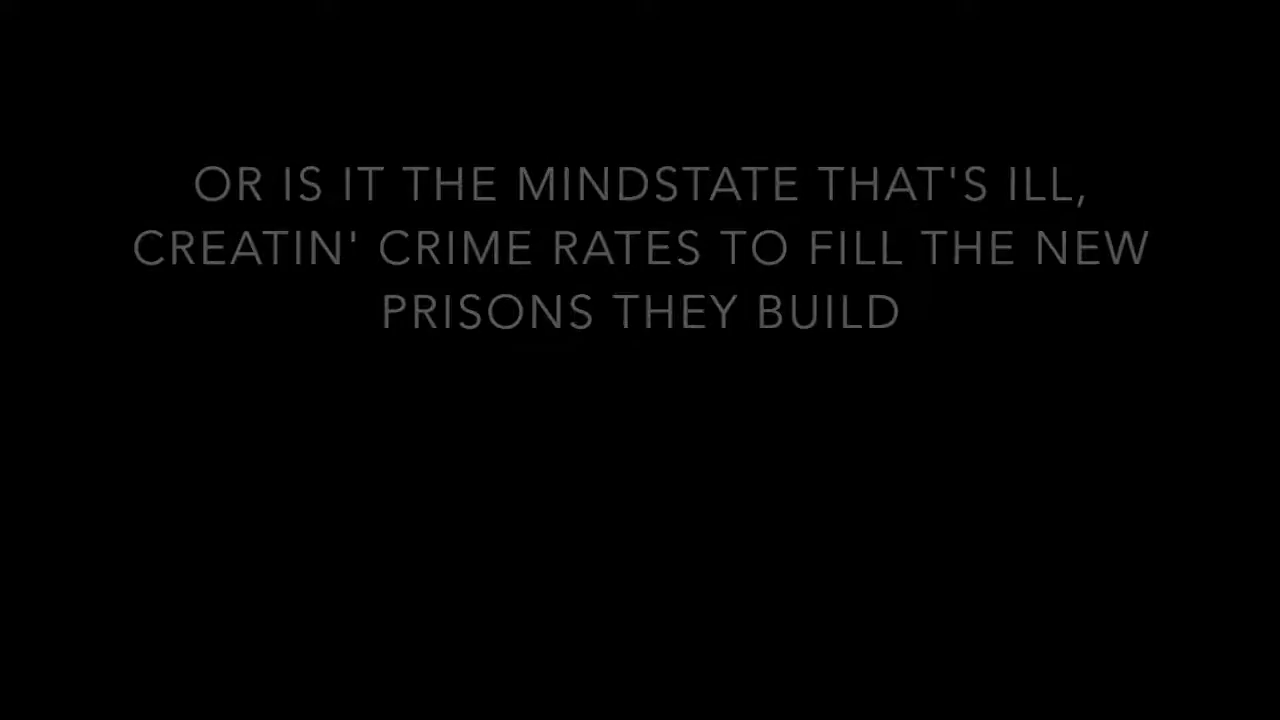 OR IS IT THE MINDSTATE THAT'S ILL,
CREATIN' CRIME RATES TO FILL THE NEW
PRISONS THEY BUILD